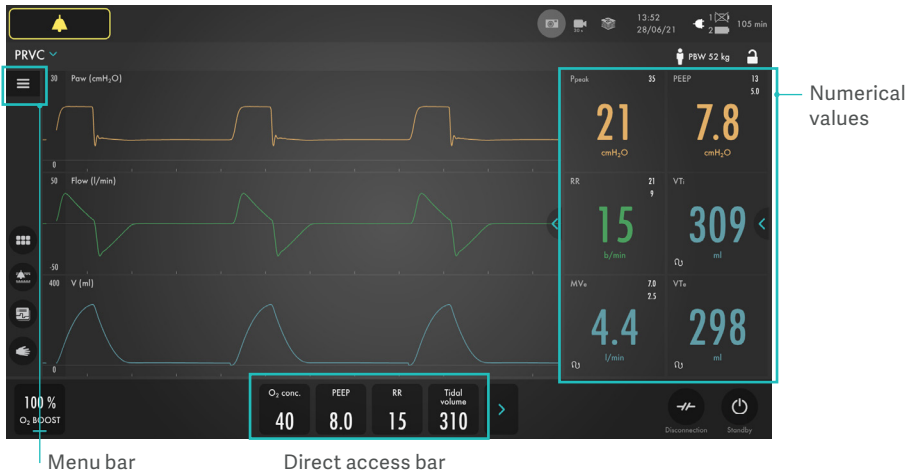 13:52
28/06/21
1
2
105 min
30 s
PRVC
PBW 52 kg
30 Paw (cmH₂O)
0
50 Flow (l/min)
-50
400 V (ml)
0
Ppeak 35
21
cmH₂O
PEEP 13
5.0
7.8
cmH₂O
RR 21
9
15
b/min
VTi
309
ml
MVe 7.0
2.5
4.4
l/min
VTe
298
ml
Numerical
values
100 %
O₂ BOOST
O₂ conc.
40
PEEP
8.0
RR
15
Tidal
volume
310
Disconnection
Standby
Menu bar
Direct access bar